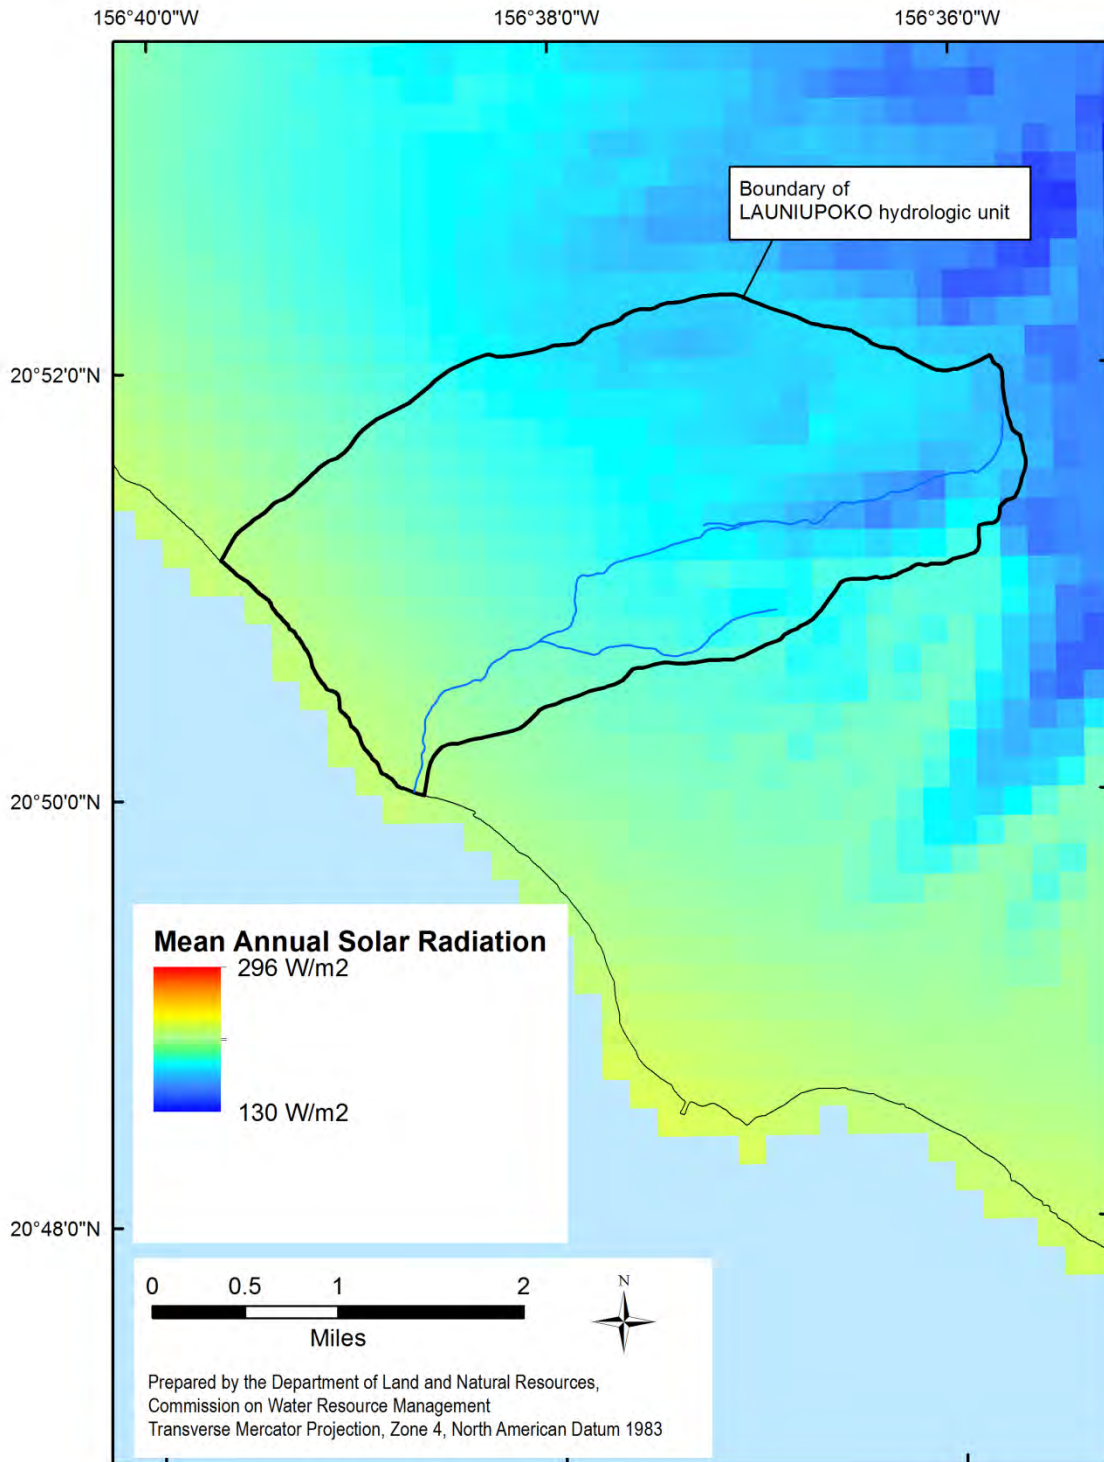 156°40'0"W 156°38'0"W 156°36'0"W
Boundary of
LAUNIUPOKO hydrologic unit
20°52'0"N
20°50'0"N
Mean Annual Solar Radiation
296 W/m2
130 W/m2
20°48'0"N
0 0.5 1 2
Miles
N
Prepared by the Department of Land and Natural Resources,
Commission on Water Resource Management
Transverse Mercator Projection, Zone 4, North American Datum 1983